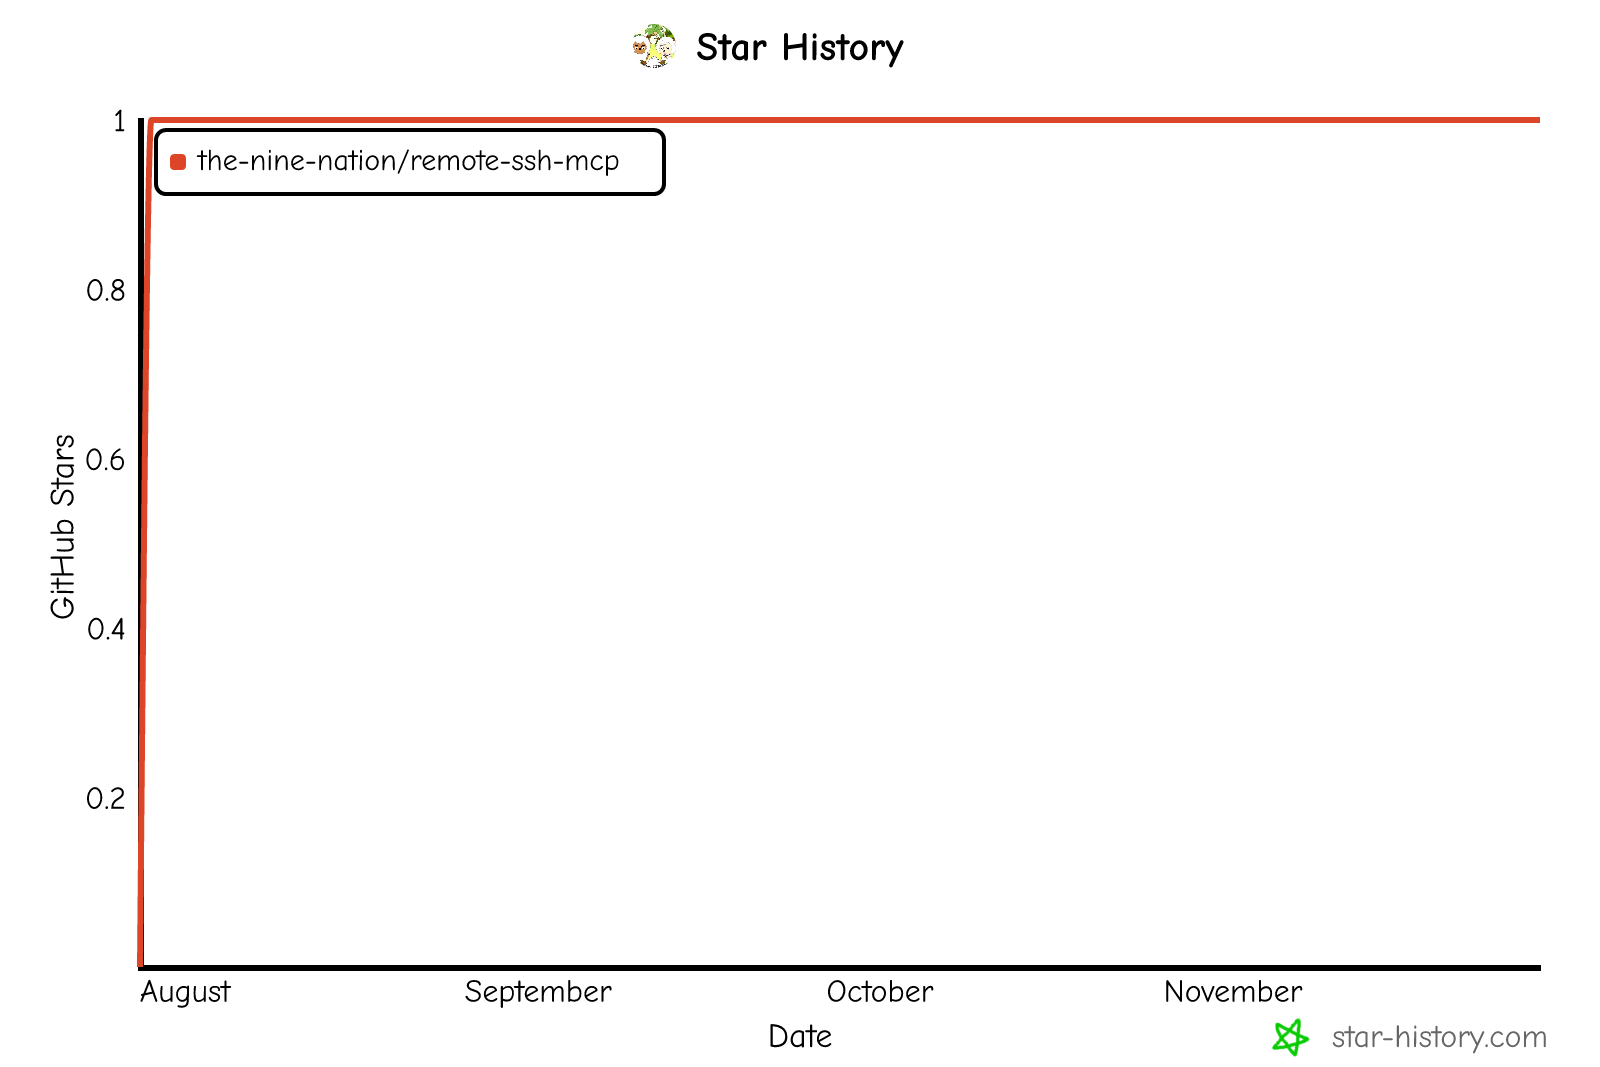 Star History
the-nine-nation/remote-ssh-mcp
1
0.8
0.6
0.4
0.2
GitHub Stars
August September October November
Date
star-history.com